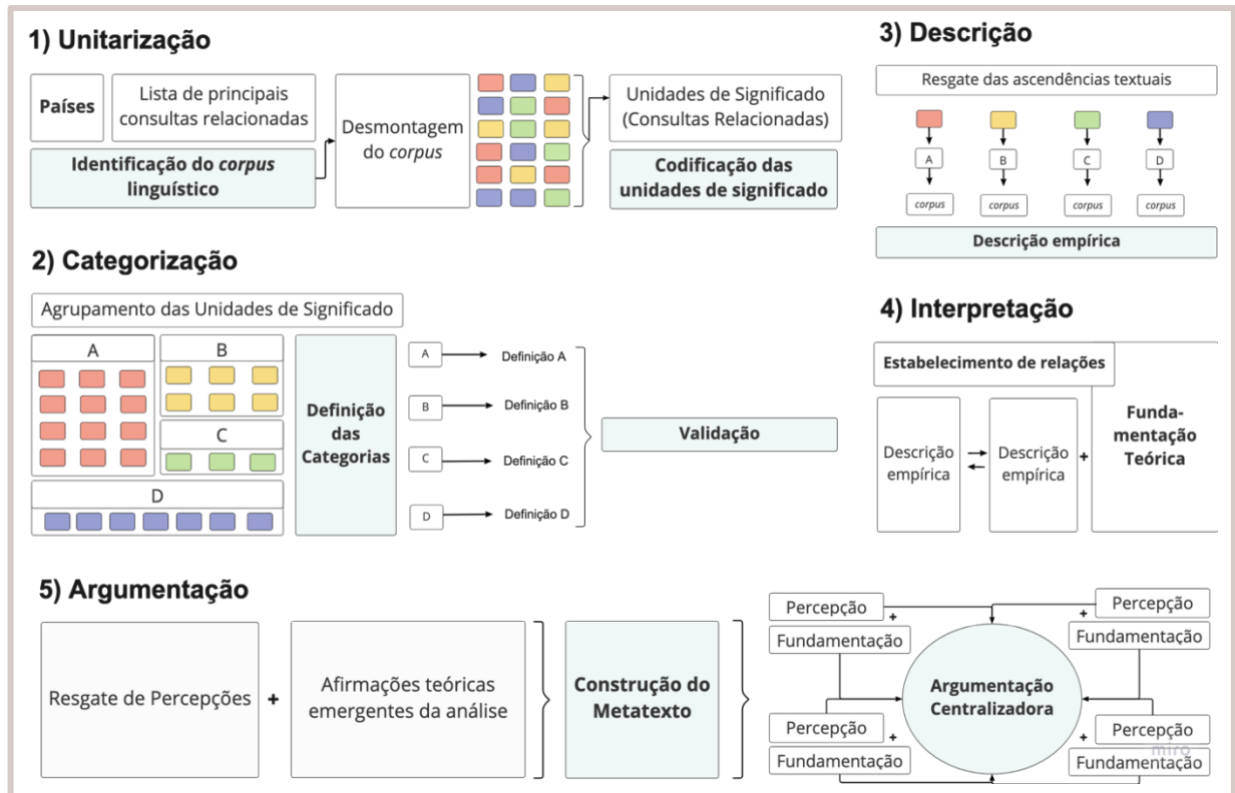 1) Unitarização
Países
Lista de principais
consultas relacionadas
Identificação do corpus
linguístico
Desmontagem
do corpus
Unidades de Significado
(Consultas Relacionadas)
Codificação das
unidades de significado
3) Descrição
Resgate das ascendências textuais
A
B
C
D
corpus
corpus
corpus
corpus
Descrição empírica
2) Categorização
Agrupamento das Unidades de Significado
A
B
C
D
Definição
das
Categorias
A
Definição A
B
Definição B
C
Definição C
D
Definição D
Validação
4) Interpretação
Estabelecimento de relações
Descrição
empírica
Descrição
empírica
+
Funda-
mentação
Teórica
5) Argumentação
Resgate de Percepções
+
Afirmações teóricas
emergentes da análise
Construção do
Metatexto
Percepção
+
Fundamentação
Percepção
+
Fundamentação
Argumentação
Centralizadora
Percepção
+
Fundamentação
Percepção
+
Fundamentação
miro